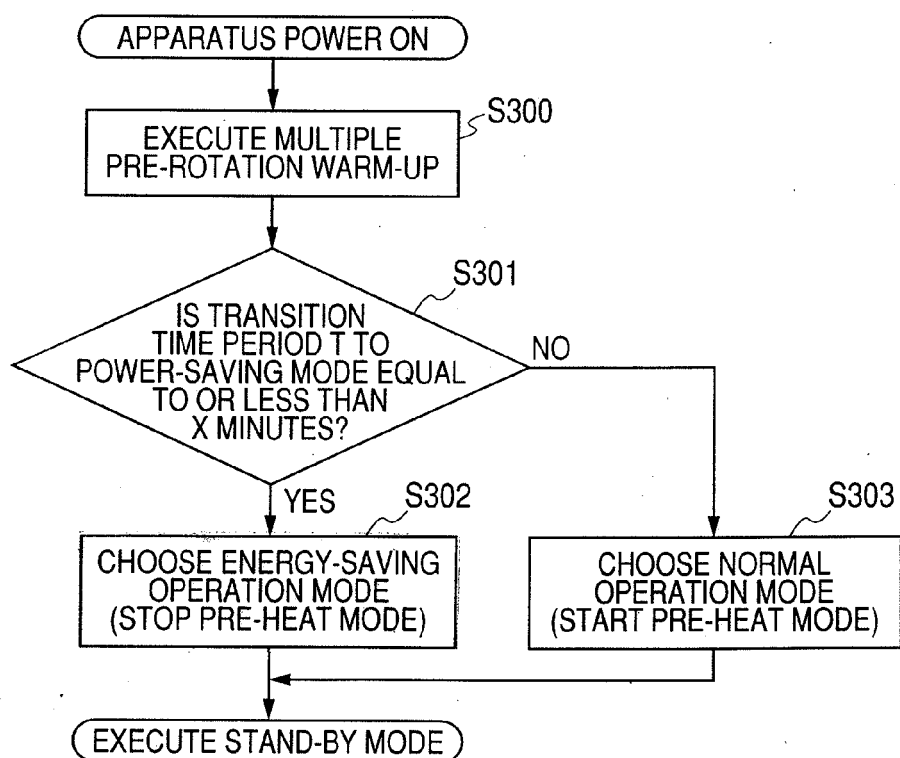 APPARATUS POWER ON
S300
EXECUTE MULTIPLE
PRE-ROTATION WARM-UP
S301
IS TRANSITION
TIME PERIOD T TO
POWER-SAVING MODE EQUAL
TO OR LESS THAN
X MINUTES?
NO
YES
S302
CHOOSE ENERGY-SAVING
OPERATION MODE
(STOP PRE-HEAT MODE)
S303
CHOOSE NORMAL
OPERATION MODE
(START PRE-HEAT MODE)
EXECUTE STAND-BY MODE